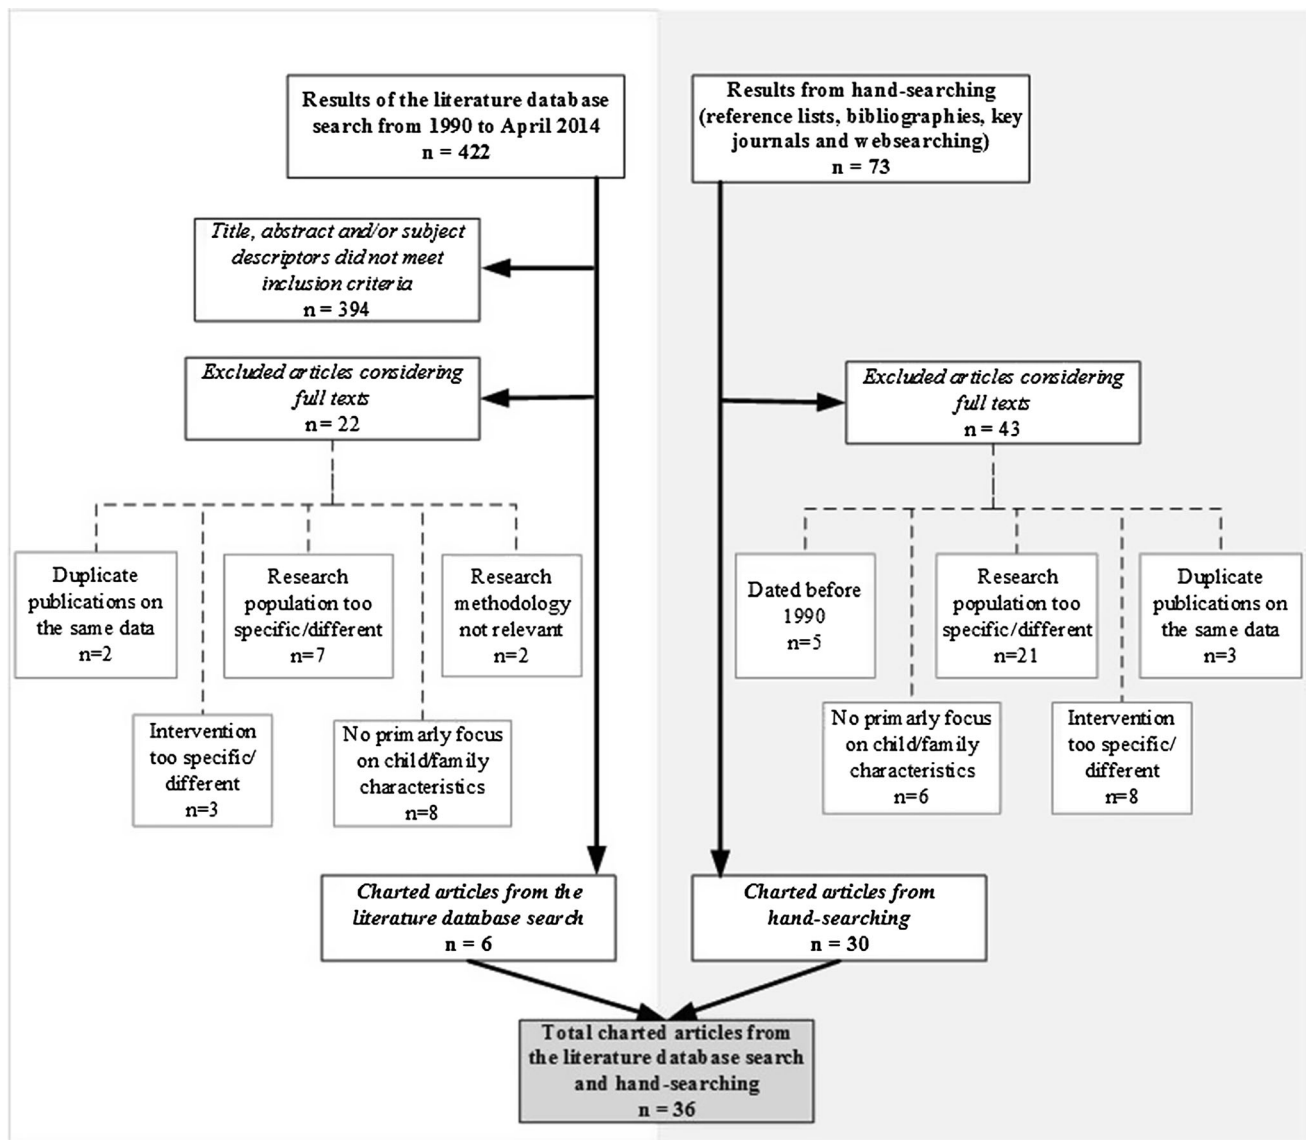 Results of the literature database
search from 1990 to April 2014
n = 422
Results from hand-searching
(reference lists, bibliographies, key
journals and websearching)
n = 73
Title, abstract and/or subject
descriptors did not meet
inclusion criteria
n = 394
Excluded articles considering
full texts
n = 22
Excluded articles considering
full texts
n = 43
Duplicate
publications on
the same data
n=2
Research
population too
specific/different
n=7
Research
methodology
not relevant
n=2
Intervention
too specific/
different
n=3
No primarly focus
on child/family
characteristics
n=8
Dated before
1990
n=5
Research
population too
specific/different
n=21
Duplicate
publications on
the same data
n=3
No primarly focus
on child/family
characteristics
n=6
Intervention
too specific/
different
n=8
Charted articles from the
literature database search
n = 6
Charted articles from
hand-searching
n = 30
Total charted articles from
the literature database search
and hand-searching
n = 36